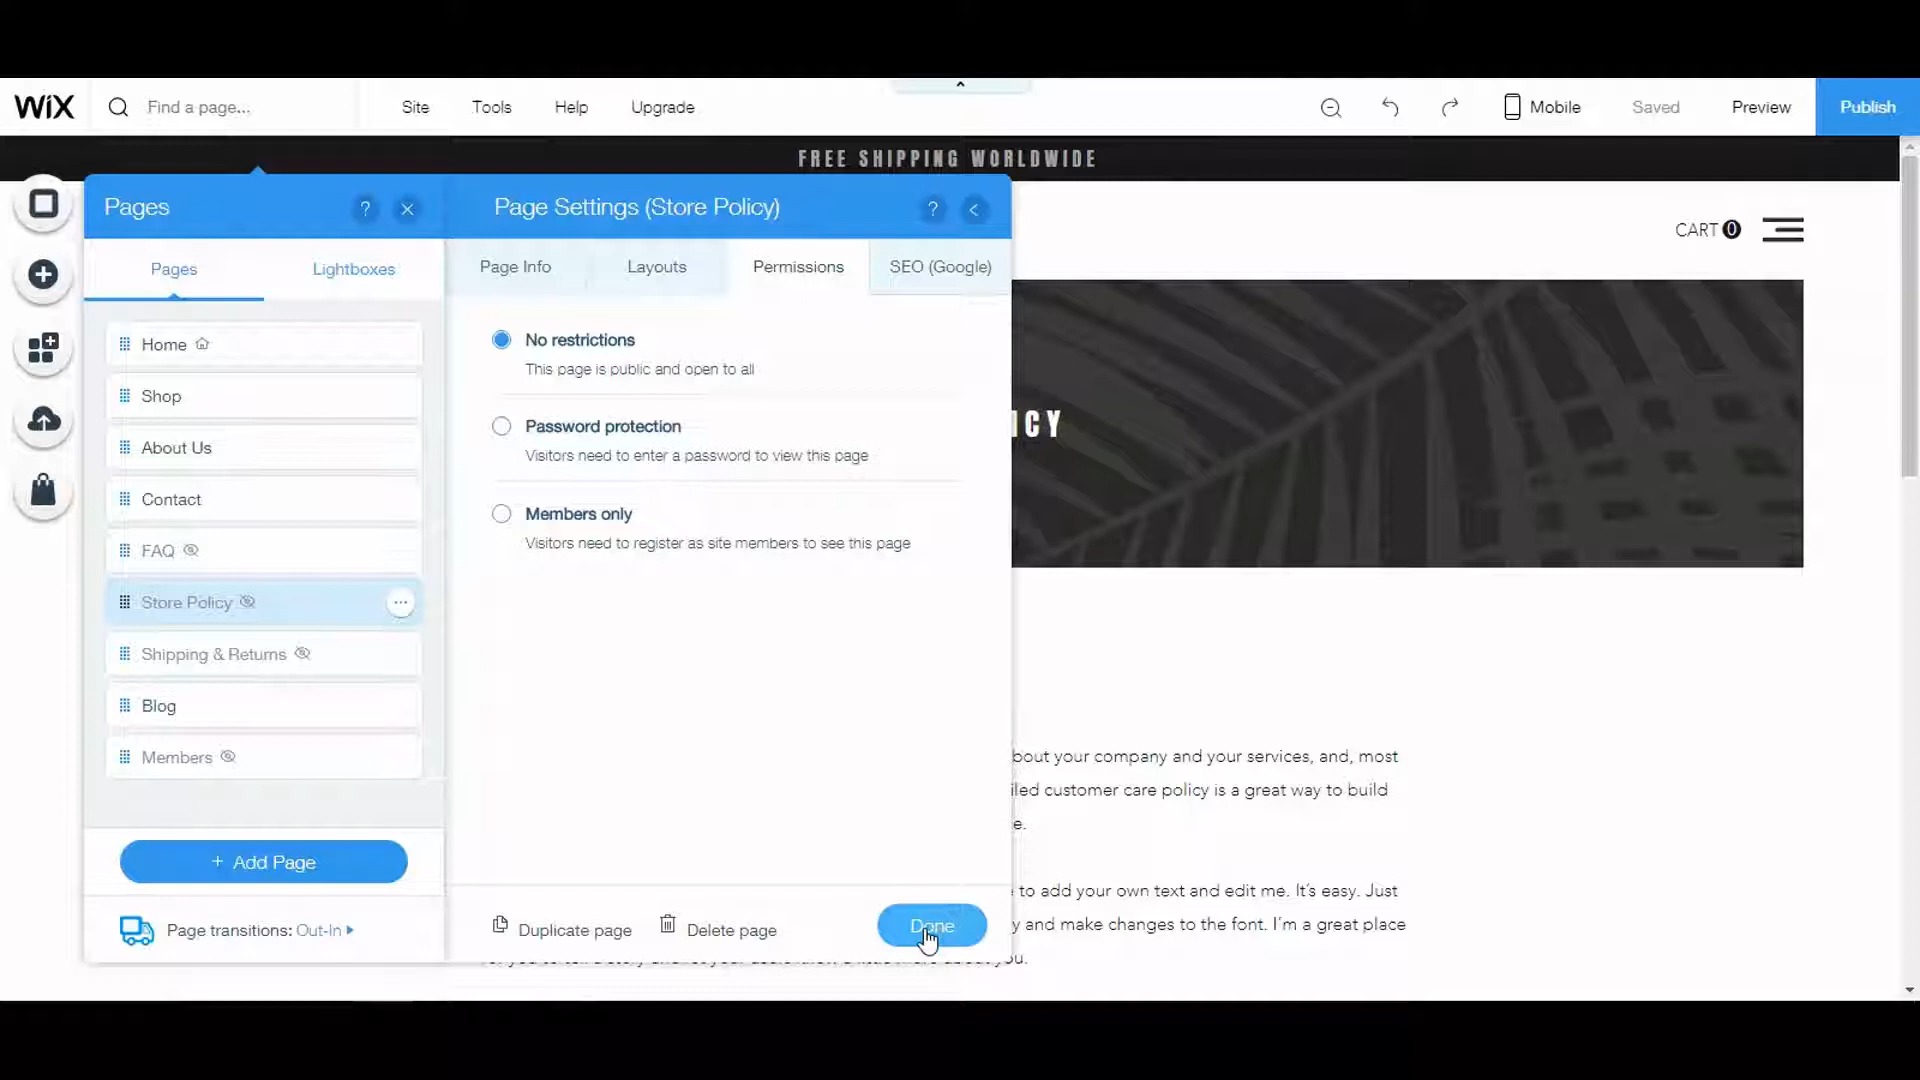 WiX
Find a page...
Site
Tools
Help
Upgrade
Mobile
Saved
Preview
Publish
FREE SHIPPING WORLDWIDE
Pages
?
Page Settings (Store Policy)
?
CART 0
Pages
Lightboxes
Page Info
Layouts
Permissions
SEO (Google)
Home
Shop
About Us
Contact
FAQ
Store Policy
Shipping & Returns
Blog
Members
+ Add Page
Page transitions: Out-In
No restrictions
This page is public and open to all
Password protection
Visitors need to enter a password to view this page
Members only
Visitors need to register as site members to see this page
Duplicate page
Delete page
Done
ICY
bout your company and your services, and, most
iled customer care policy is a great way to build
e.
to add your own text and edit me. It's easy. Just
y and make changes to the font. I'm a great place
you.